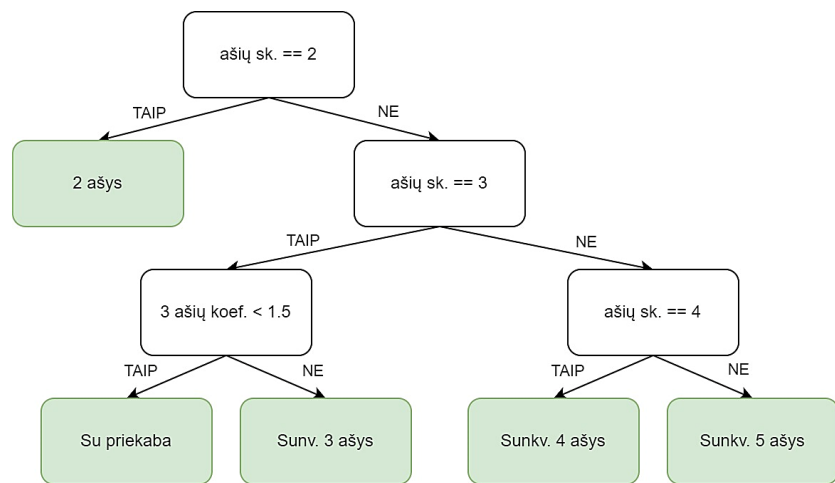 ašių sk. == 2
TAIP
NE
2 ašys
ašių sk. == 3
TAIP
NE
3 ašių koef. < 1.5
ašių sk. == 4
TAIP
NE
TAIP
NE
Su priekaba
Sunv. 3 ašys
Sunkv. 4 ašys
Sunkv. 5 ašys